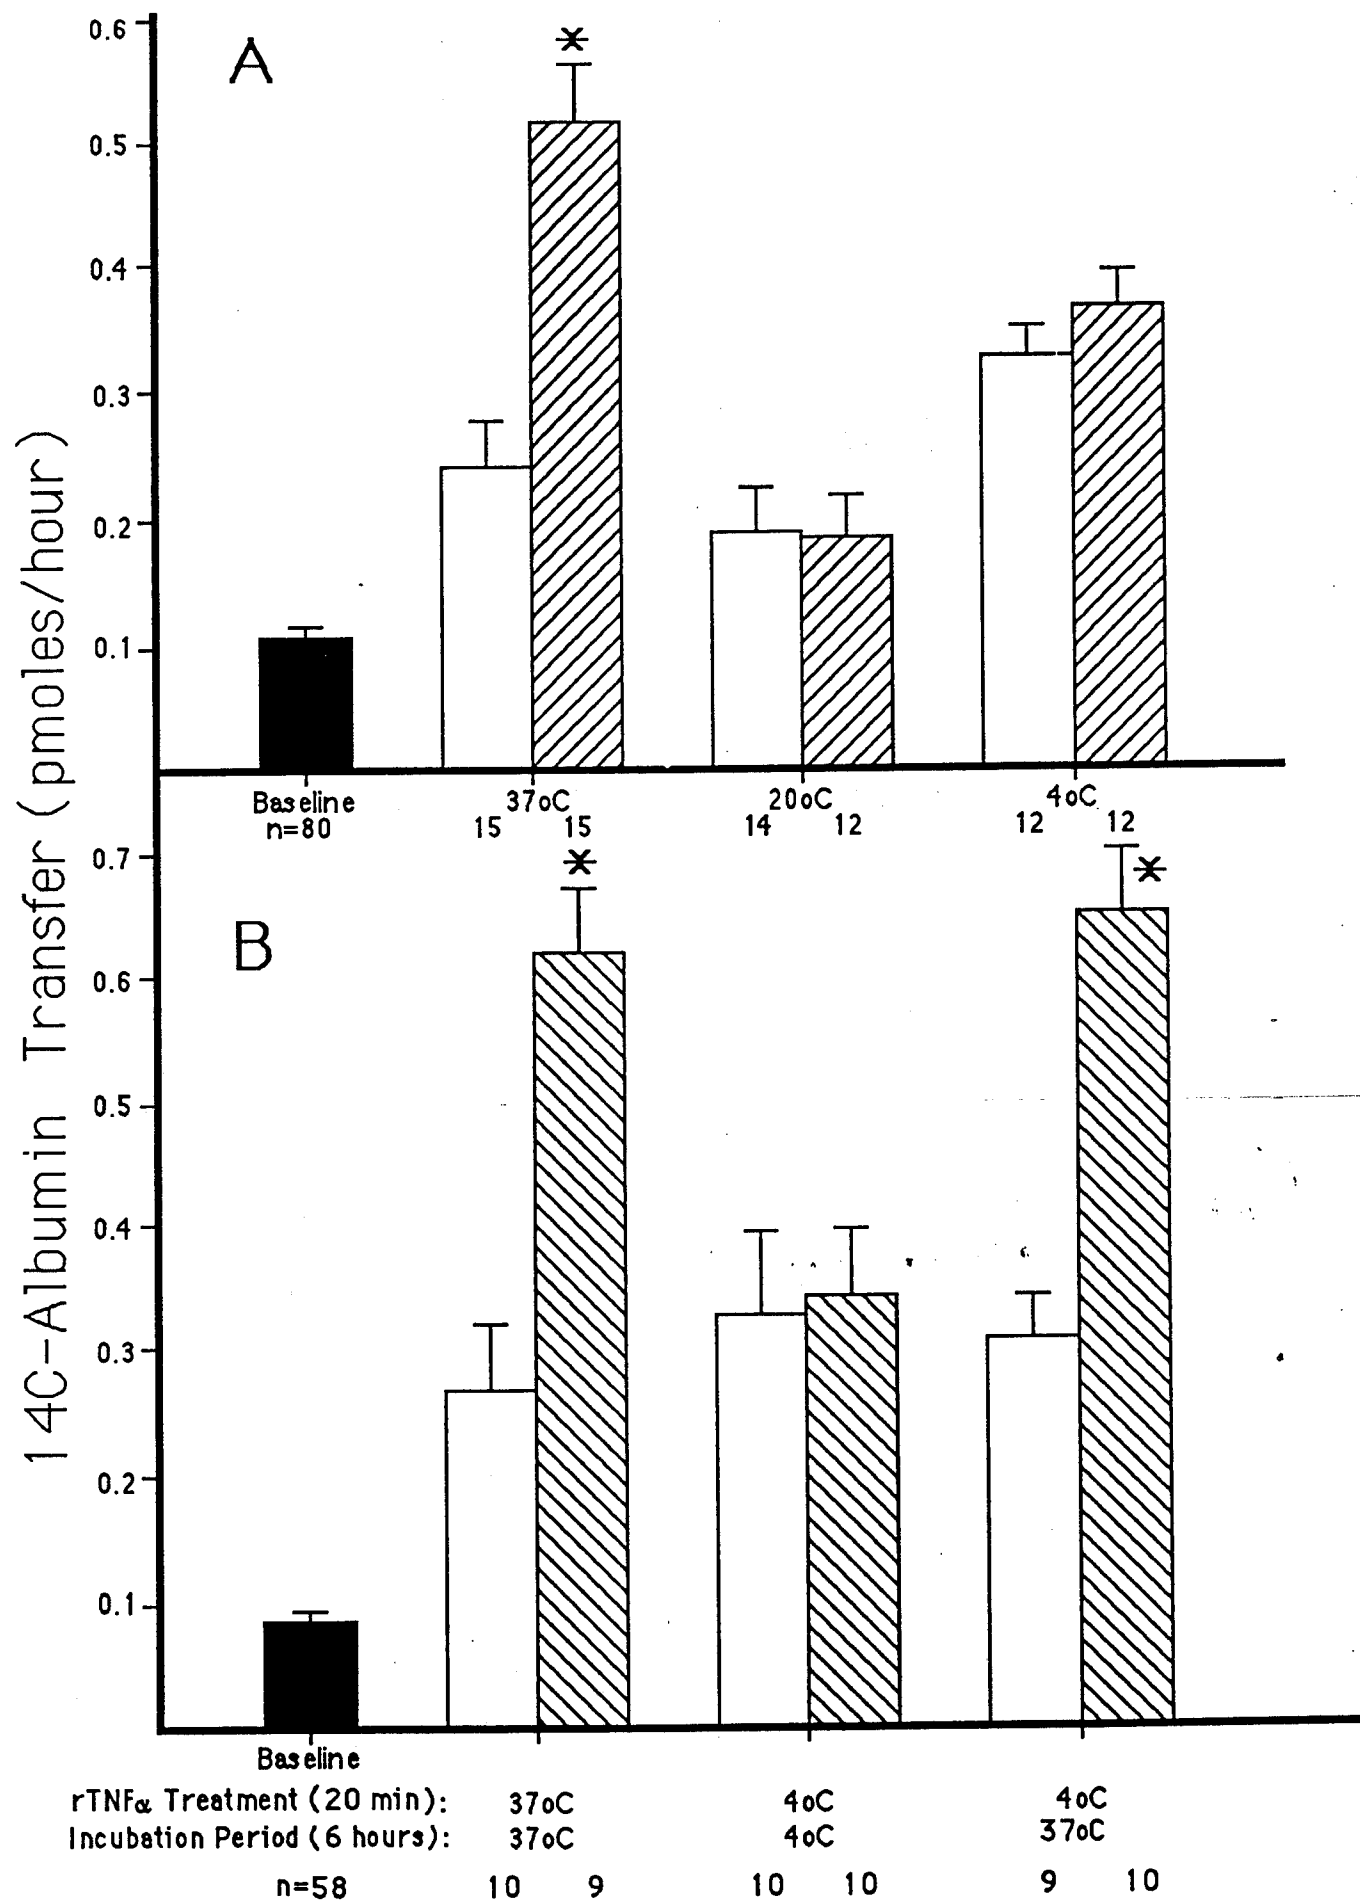 14C-Albumin Transfer (pmoles/hour)
A
*
0.6
0.5
0.4
0.3
0.2
0.1
Baseline 37oC 20oC 4oC
n=80 15 15 14 12 12 12
B
* *
0.7
0.6
0.5
0.4
0.3
0.2
0.1
Baseline
rTNFα Treatment (20 min): 37oC 4oC 4oC
Incubation Period (6 hours): 37oC 4oC 37oC
n=58 10 9 10 10 9 10